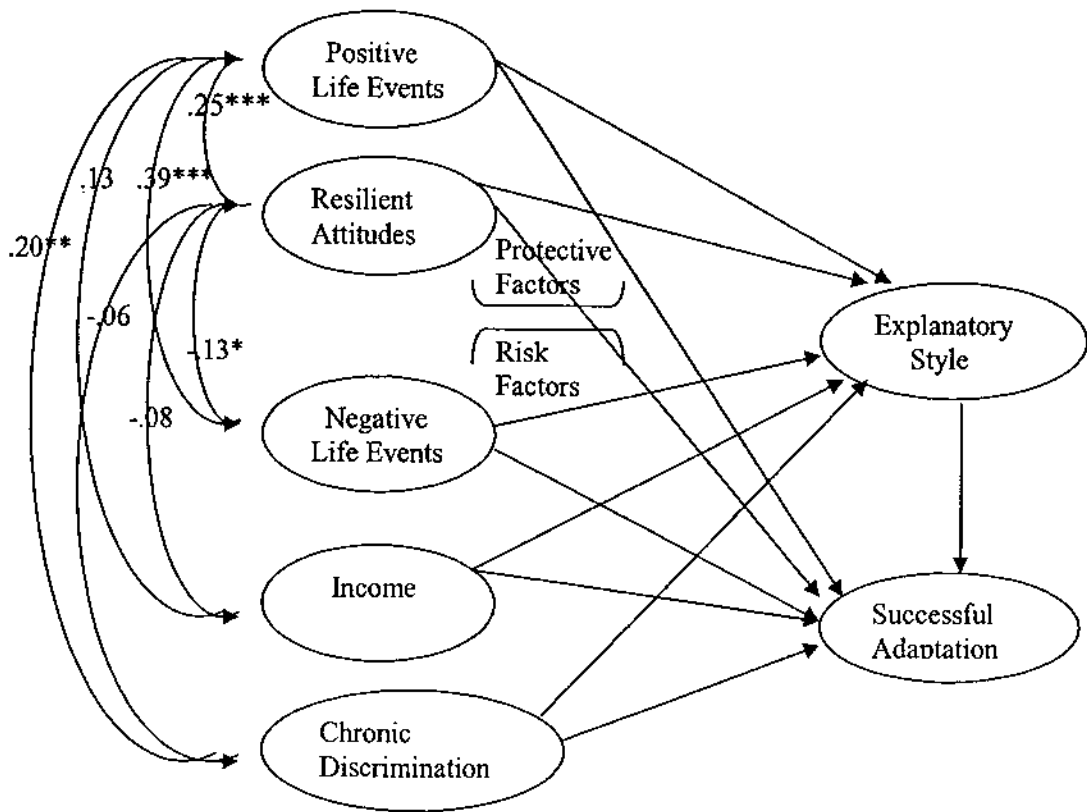 Positive
Life Events
.25***
.13
.39***
Resilient
Attitudes
.20**
Protective
Factors
-.06
-.13*
Risk
Factors
Explanatory
Style
-.08
Negative
Life Events
Income
Successful
Adaptation
Chronic
Discrimination